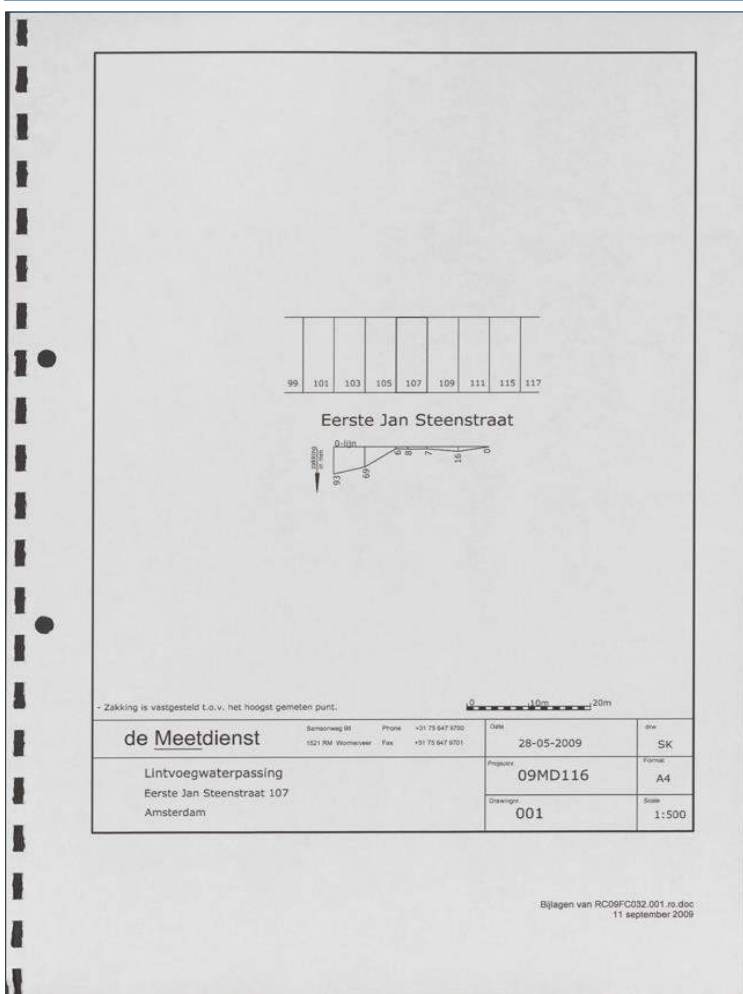 99 101 103 105 107 109 111 115 117
Eerste Jan Steenstraat
0-lijn
zakking
in mm.
93 69 6 8 7 16 0
- Zakking is vastgesteld t.o.v. het hoogst gemeten punt.
0 10m 20m
de Meetdienst
Samsonweg 98 Phone +31 75 647 9700
1521 RM Wormerveer Fax +31 75 647 9701
Date
28-05-2009
drw
SK
Lintvoegwaterpassing
Eerste Jan Steenstraat 107
Amsterdam
Projectnr.
09MD116
Format
A4
Drawingnr.
001
Scale
1:500
Bijlagen van RC09FC032.001.ro.doc
11 september 2009